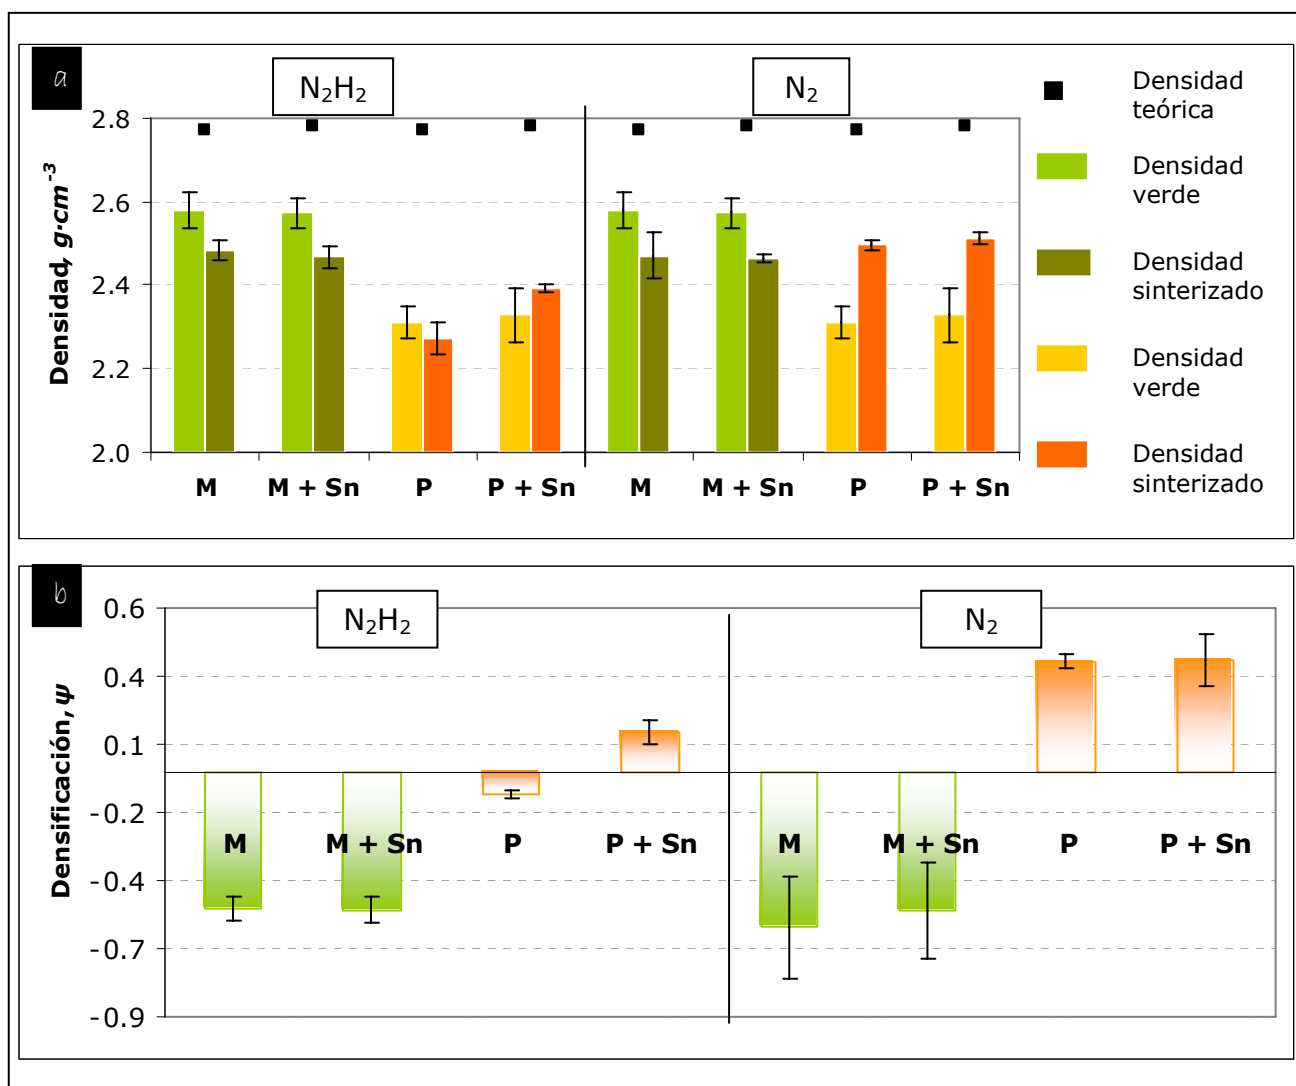 a
N₂H₂
N₂
Densidad, g·cm⁻³
2.8
2.6
2.4
2.2
2.0
M
M + Sn
P
P + Sn
M
M + Sn
P
P + Sn
Densidad
teórica
Densidad
verde
Densidad
sinterizado
Densidad
verde
Densidad
sinterizado
b
N₂H₂
N₂
Densificación, ψ
0.6
0.4
0.1
-0.2
-0.4
-0.7
-0.9
M
M + Sn
P
P + Sn
M
M + Sn
P
P + Sn